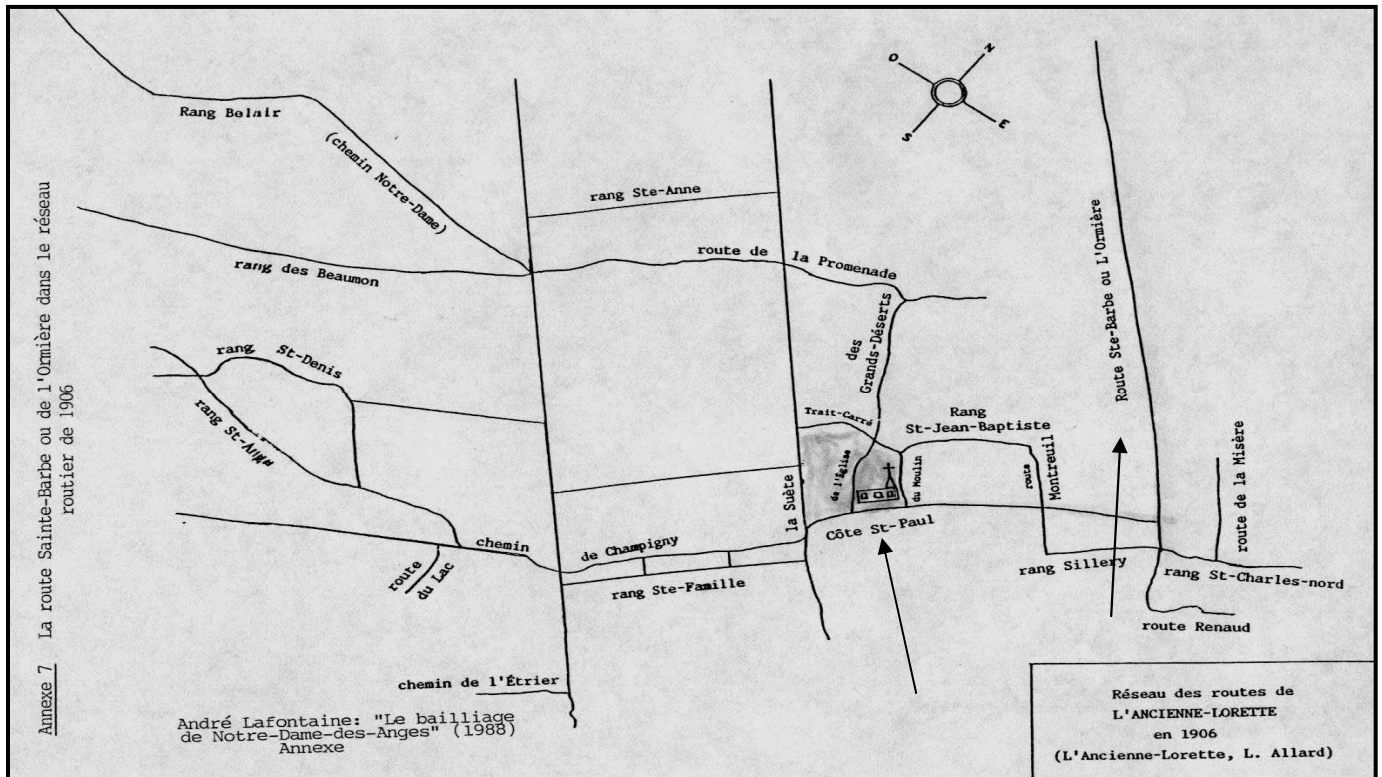 Annexe 7 La route Sainte-Barbe ou de l'Ormière dans le réseau
routier de 1906
Rang Belair
(chemin Notre-Dame)
rang des Beaumon
rang Ste-Anne
route de la Promenade
O
N
S
E
des
Grands-Déserts
Route Ste-Barbe ou L'Ormière
rang St-Denis
rang St-Ange
Trait-Carré
Rang
St-Jean-Baptiste
de l'Église
du Moulin
route
Montreuil
route de la Misère
la Suète
Côte St-Paul
chemin de Champigny
route
du Lac
rang Ste-Famille
rang Sillery
rang St-Charles-nord
route Renaud
chemin de l'Étrier
André Lafontaine: "Le bailliage
de Notre-Dame-des-Anges" (1988)
Annexe
Réseau des routes de
L'ANCIENNE-LORETTE
en 1906
(L'Ancienne-Lorette, L. Allard)